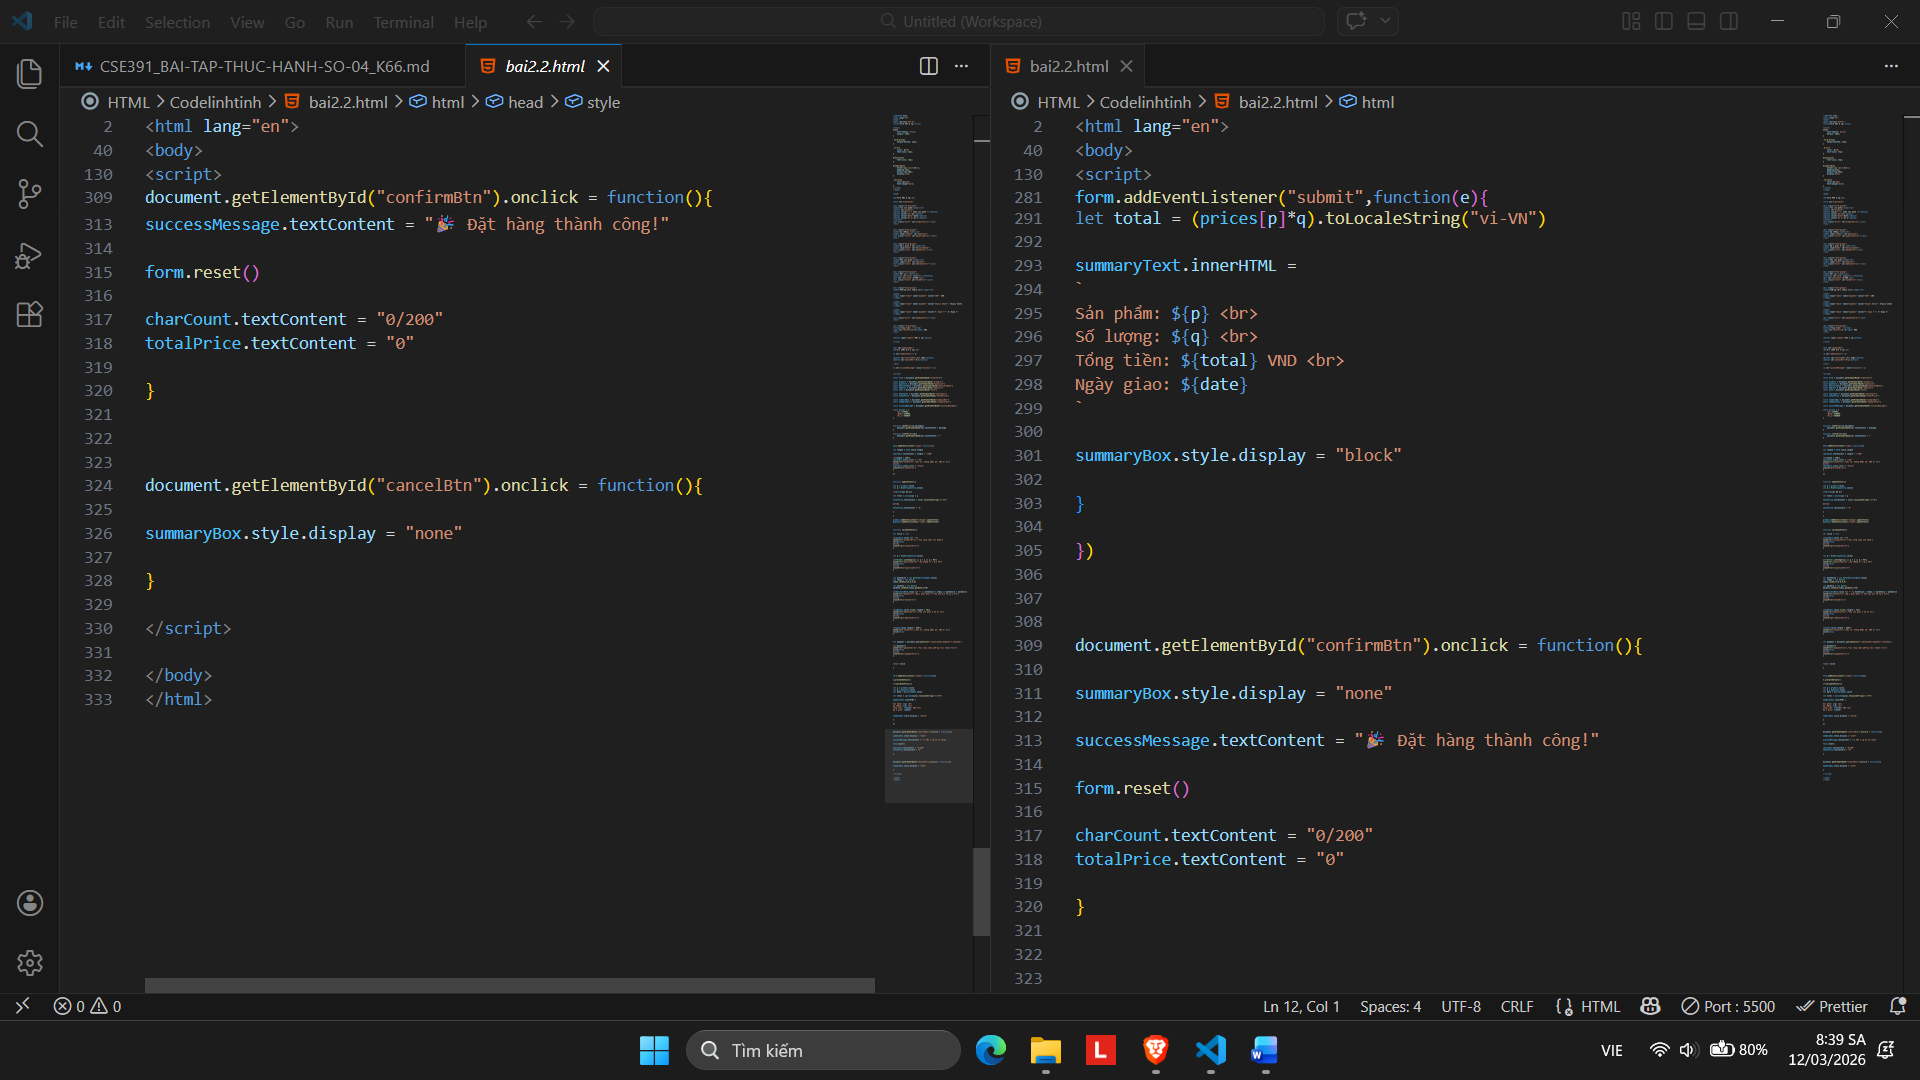 File Edit Selection View Go Run Terminal Help
Untitled (Workspace)
CSE391_BAI-TAP-THUC-HANH-SO-04_K66.md
bai2.2.html
HTML > Codelinhtinh > bai2.2.html > html > head > style
2 <html lang="en">
40 <body>
130 <script>
309 document.getElementById("confirmBtn").onclick = function(){
313 successMessage.textContent = "🎉 Đặt hàng thành công!"
314
315 form.reset()
316
317 charCount.textContent = "0/200"
318 totalPrice.textContent = "0"
319
320 }
321
322
323
324 document.getElementById("cancelBtn").onclick = function(){
325
326 summaryBox.style.display = "none"
327
328 }
329
330 </script>
331
332 </body>
333 </html>
bai2.2.html
HTML > Codelinhtinh > bai2.2.html > html
2 <html lang="en">
40 <body>
130 <script>
281 form.addEventListener("submit",function(e){
291 let total = (prices[p]*q).toLocaleString("vi-VN")
292
293 summaryText.innerHTML =
294 `
295 Sản phẩm: ${p} <br>
296 Số lượng: ${q} <br>
297 Tổng tiền: ${total} VND <br>
298 Ngày giao: ${date}
299 `
300
301 summaryBox.style.display = "block"
302
303 }
304
305 })
306
307
308
309 document.getElementById("confirmBtn").onclick = function(){
310
311 summaryBox.style.display = "none"
312
313 successMessage.textContent = "🎉 Đặt hàng thành công!"
314
315 form.reset()
316
317 charCount.textContent = "0/200"
318 totalPrice.textContent = "0"
319
320 }
321
322
323
0 0
Ln 12, Col 1 Spaces: 4 UTF-8 CRLF HTML Port : 5500 Prettier
Tìm kiếm
L
W
VIE
80%
8:39 SA
12/03/2026